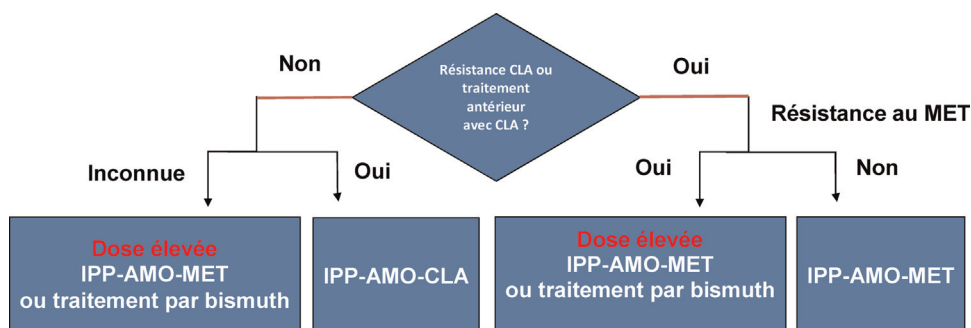 Non
Résistance CLA ou
traitement
antérieur
avec CLA ?
Oui
Résistance au MET
Inconnue
Oui
Oui
Non
Dose élevée
IPP-AMO-MET
ou traitement par bismuth
IPP-AMO-CLA
Dose élevée
IPP-AMO-MET
ou traitement par bismuth
IPP-AMO-MET